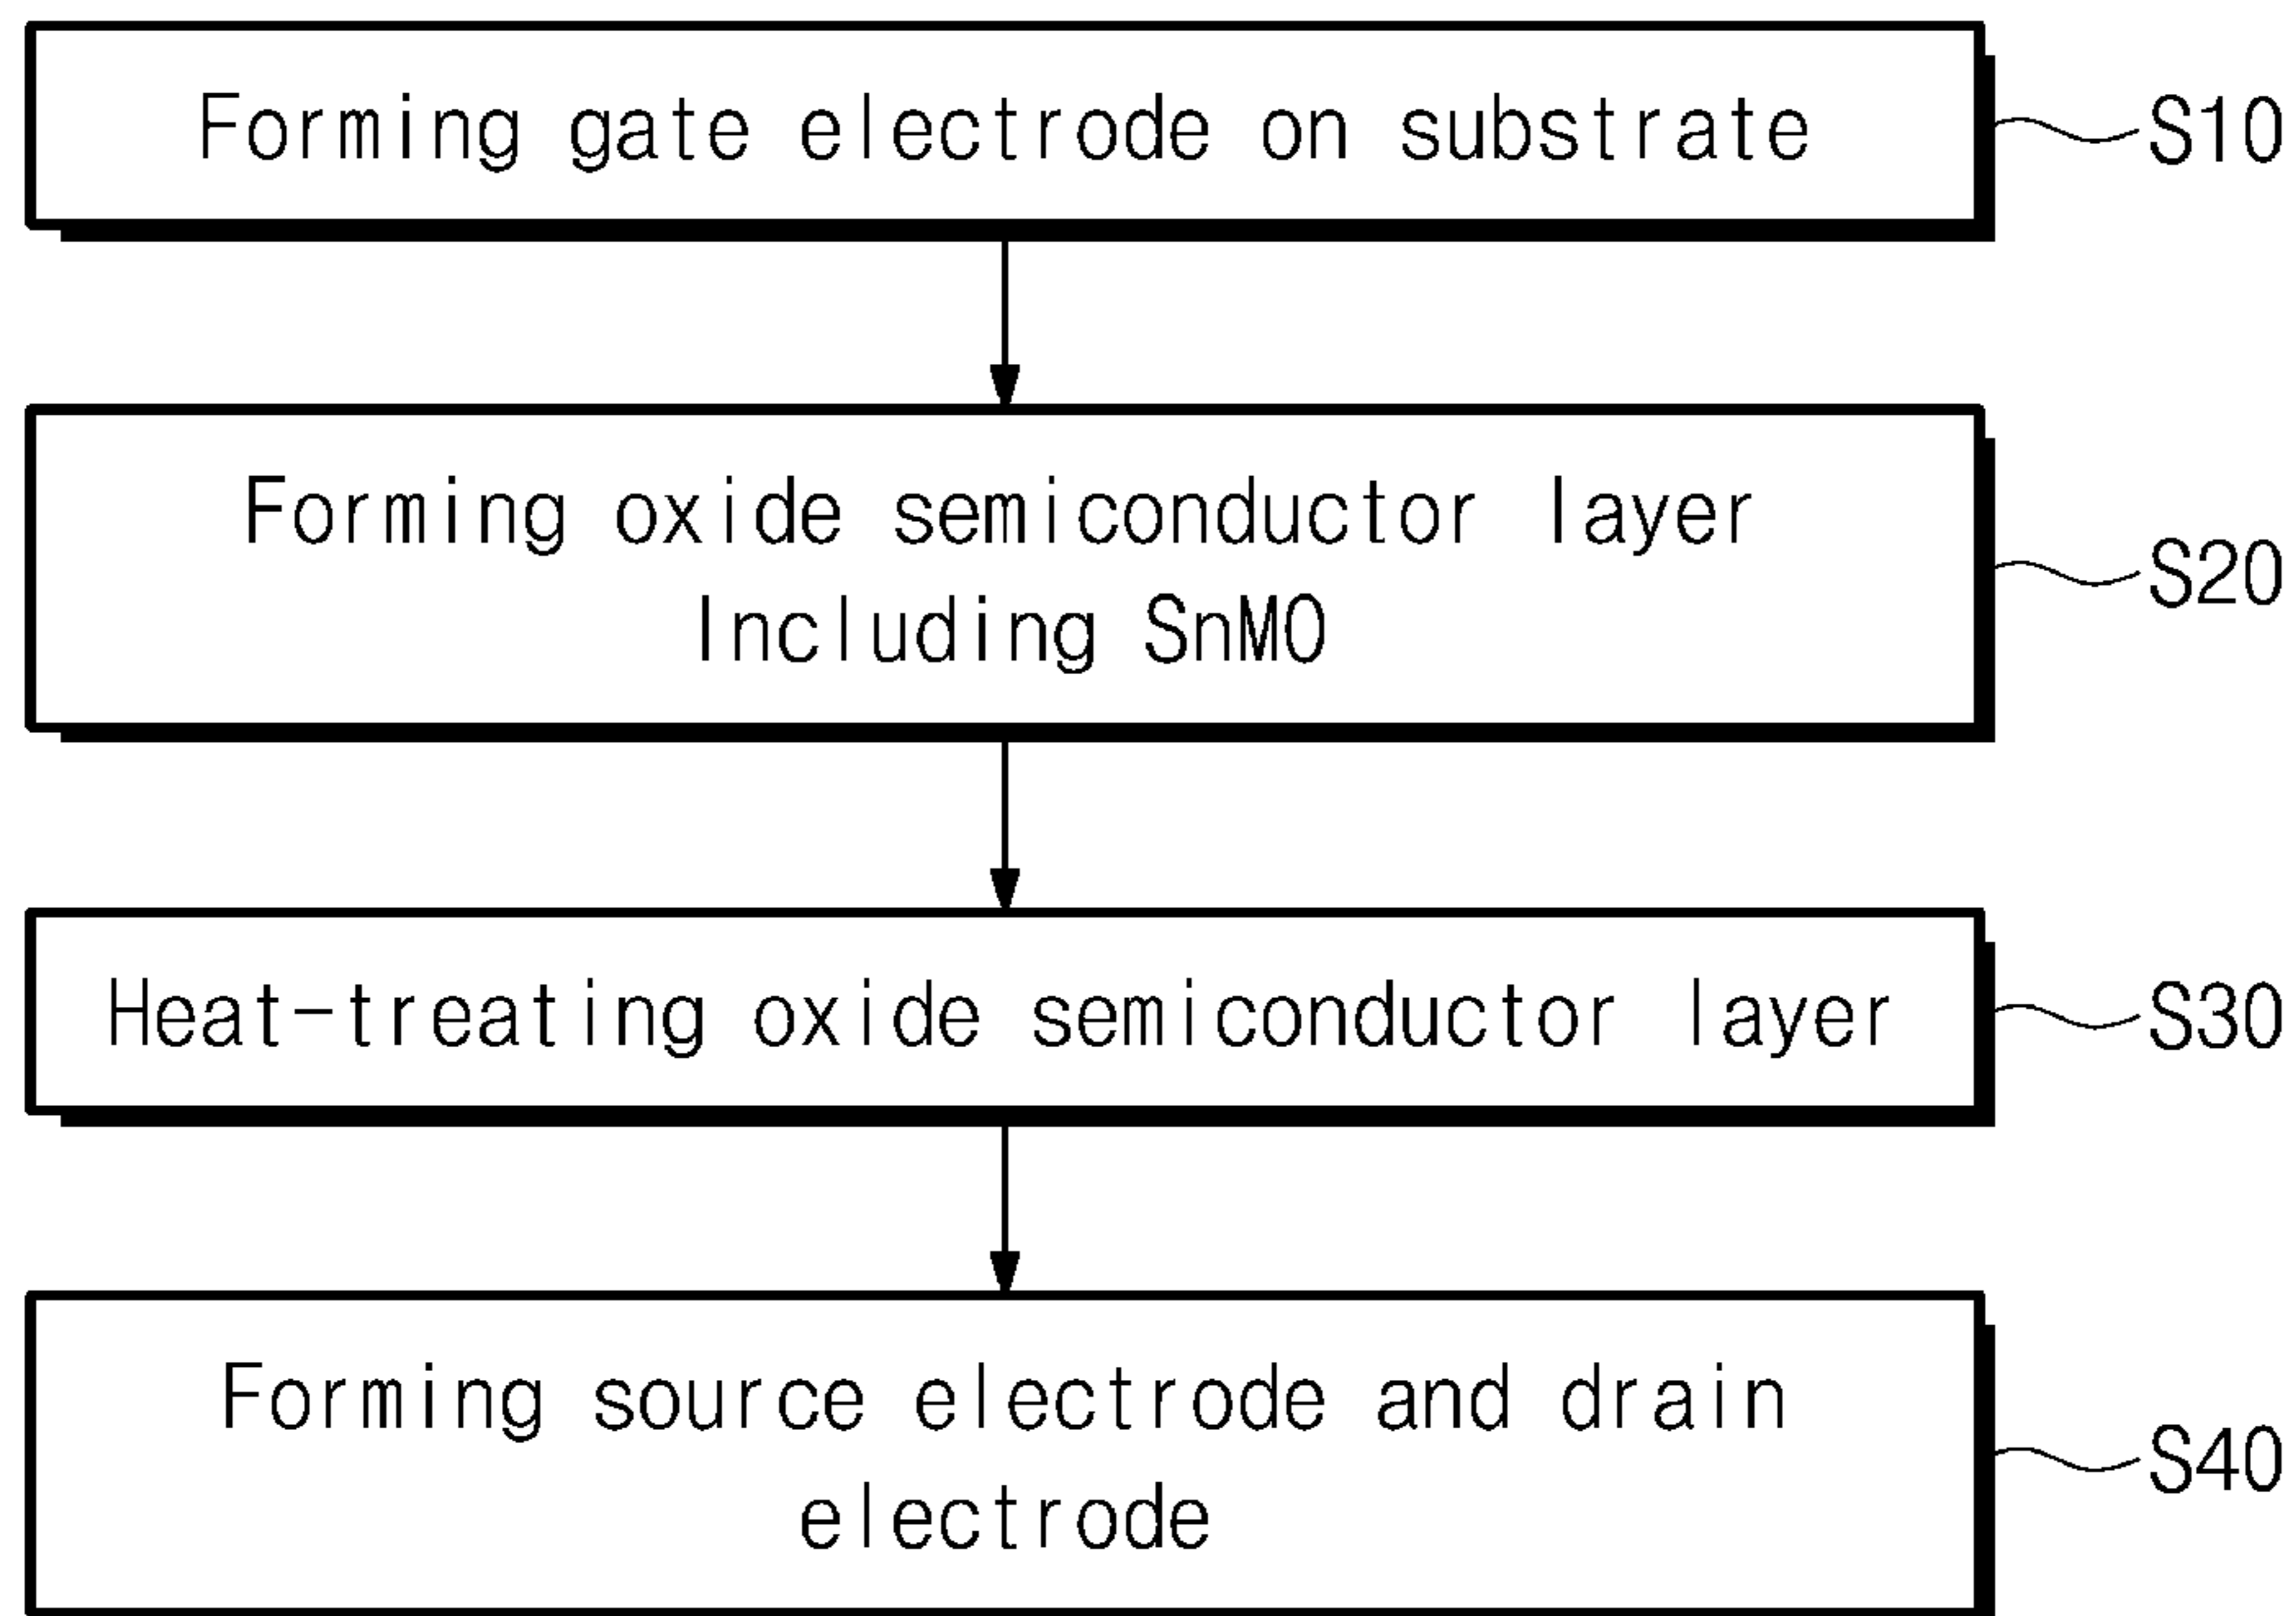 Forming gate electrode on substrate
S10
Forming oxide semiconductor layer
Including SnMO
S20
Heat-treating oxide semiconductor layer
S30
Forming source electrode and drain
electrode
S40